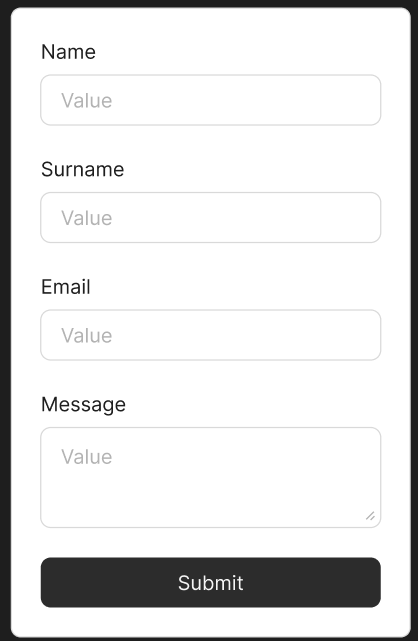 Name
Value
Surname
Value
Email
Value
Message
Value
Submit